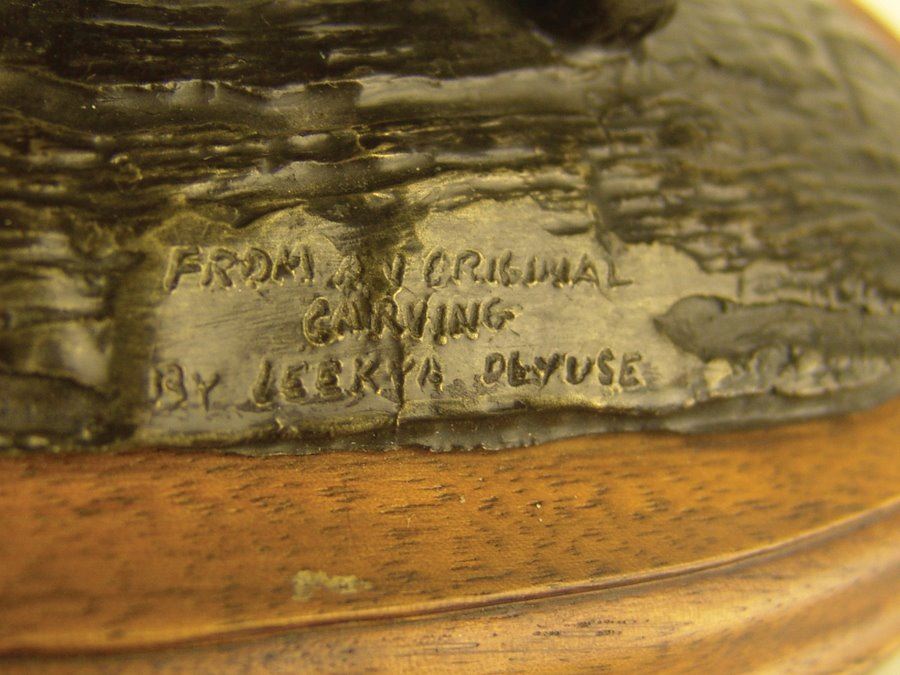 FROM AN ORIGINAL
CARVING
BY LEEKYA DEYUSE